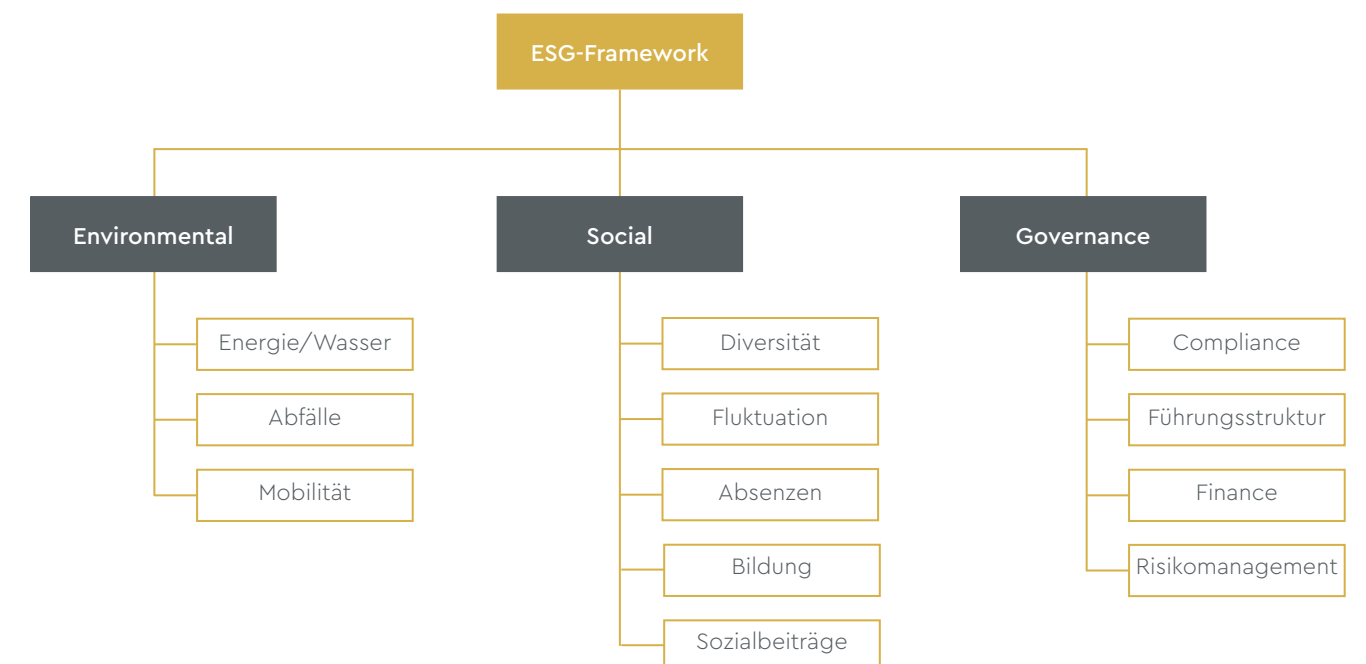 ESG-Framework
Environmental
Energie/Wasser
Abfälle
Mobilität
Social
Diversität
Fluktuation
Absenzen
Bildung
Sozialbeiträge
Governance
Compliance
Führungsstruktur
Finance
Risikomanagement